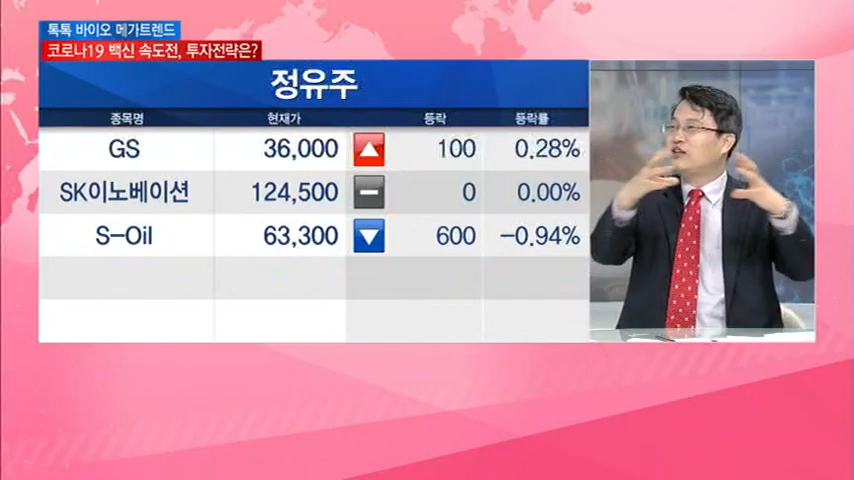 톡톡 바이오 메가트렌드
코로나19 백신 속도전, 투자전략은?
정유주
종목명 현재가 등락 등락률
GS 36,000 ▲ 100 0.28%
SK이노베이션 124,500 - 0 0.00%
S-Oil 63,300 ▼ 600 -0.94%